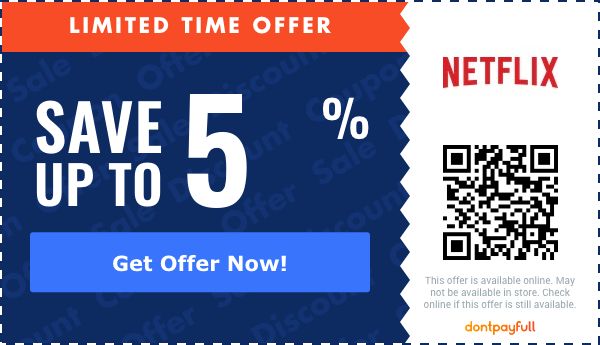 LIMITED TIME OFFER
SAVE
UP TO
5
%
Get Offer Now!
NETFLIX
This offer is available online. May
not be available in store. Check
online if this offer is still available.
dontpayfull